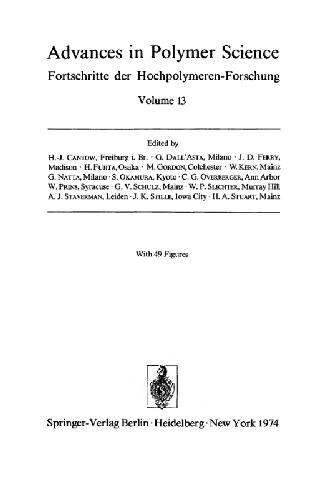 Advances in Polymer Science
Fortschritte der Hochpolymeren-Forschung
Volume 13
Edited by
H.-J. CANTOW, Freiburg i. Br. · G. DALL'ASTA, Milano · J. D. FERRY,
Madison · H. FUJITA, Osaka · M. GORDON, Colchester · W. KERN, Mainz
G. NATTA, Milano · S. OKAMURA, Kyoto · C. G. OVERBERGER, Ann Arbor
W. PRINS, Syracuse · G. V. SCHULZ, Mainz · W. P. SLICHTER, Murray Hill
A. J. STAVERMAN, Leiden · J. K. STILLE, Iowa City · H. A. STUART, Mainz
With 49 Figures
Springer-Verlag Berlin · Heidelberg · New York 1974